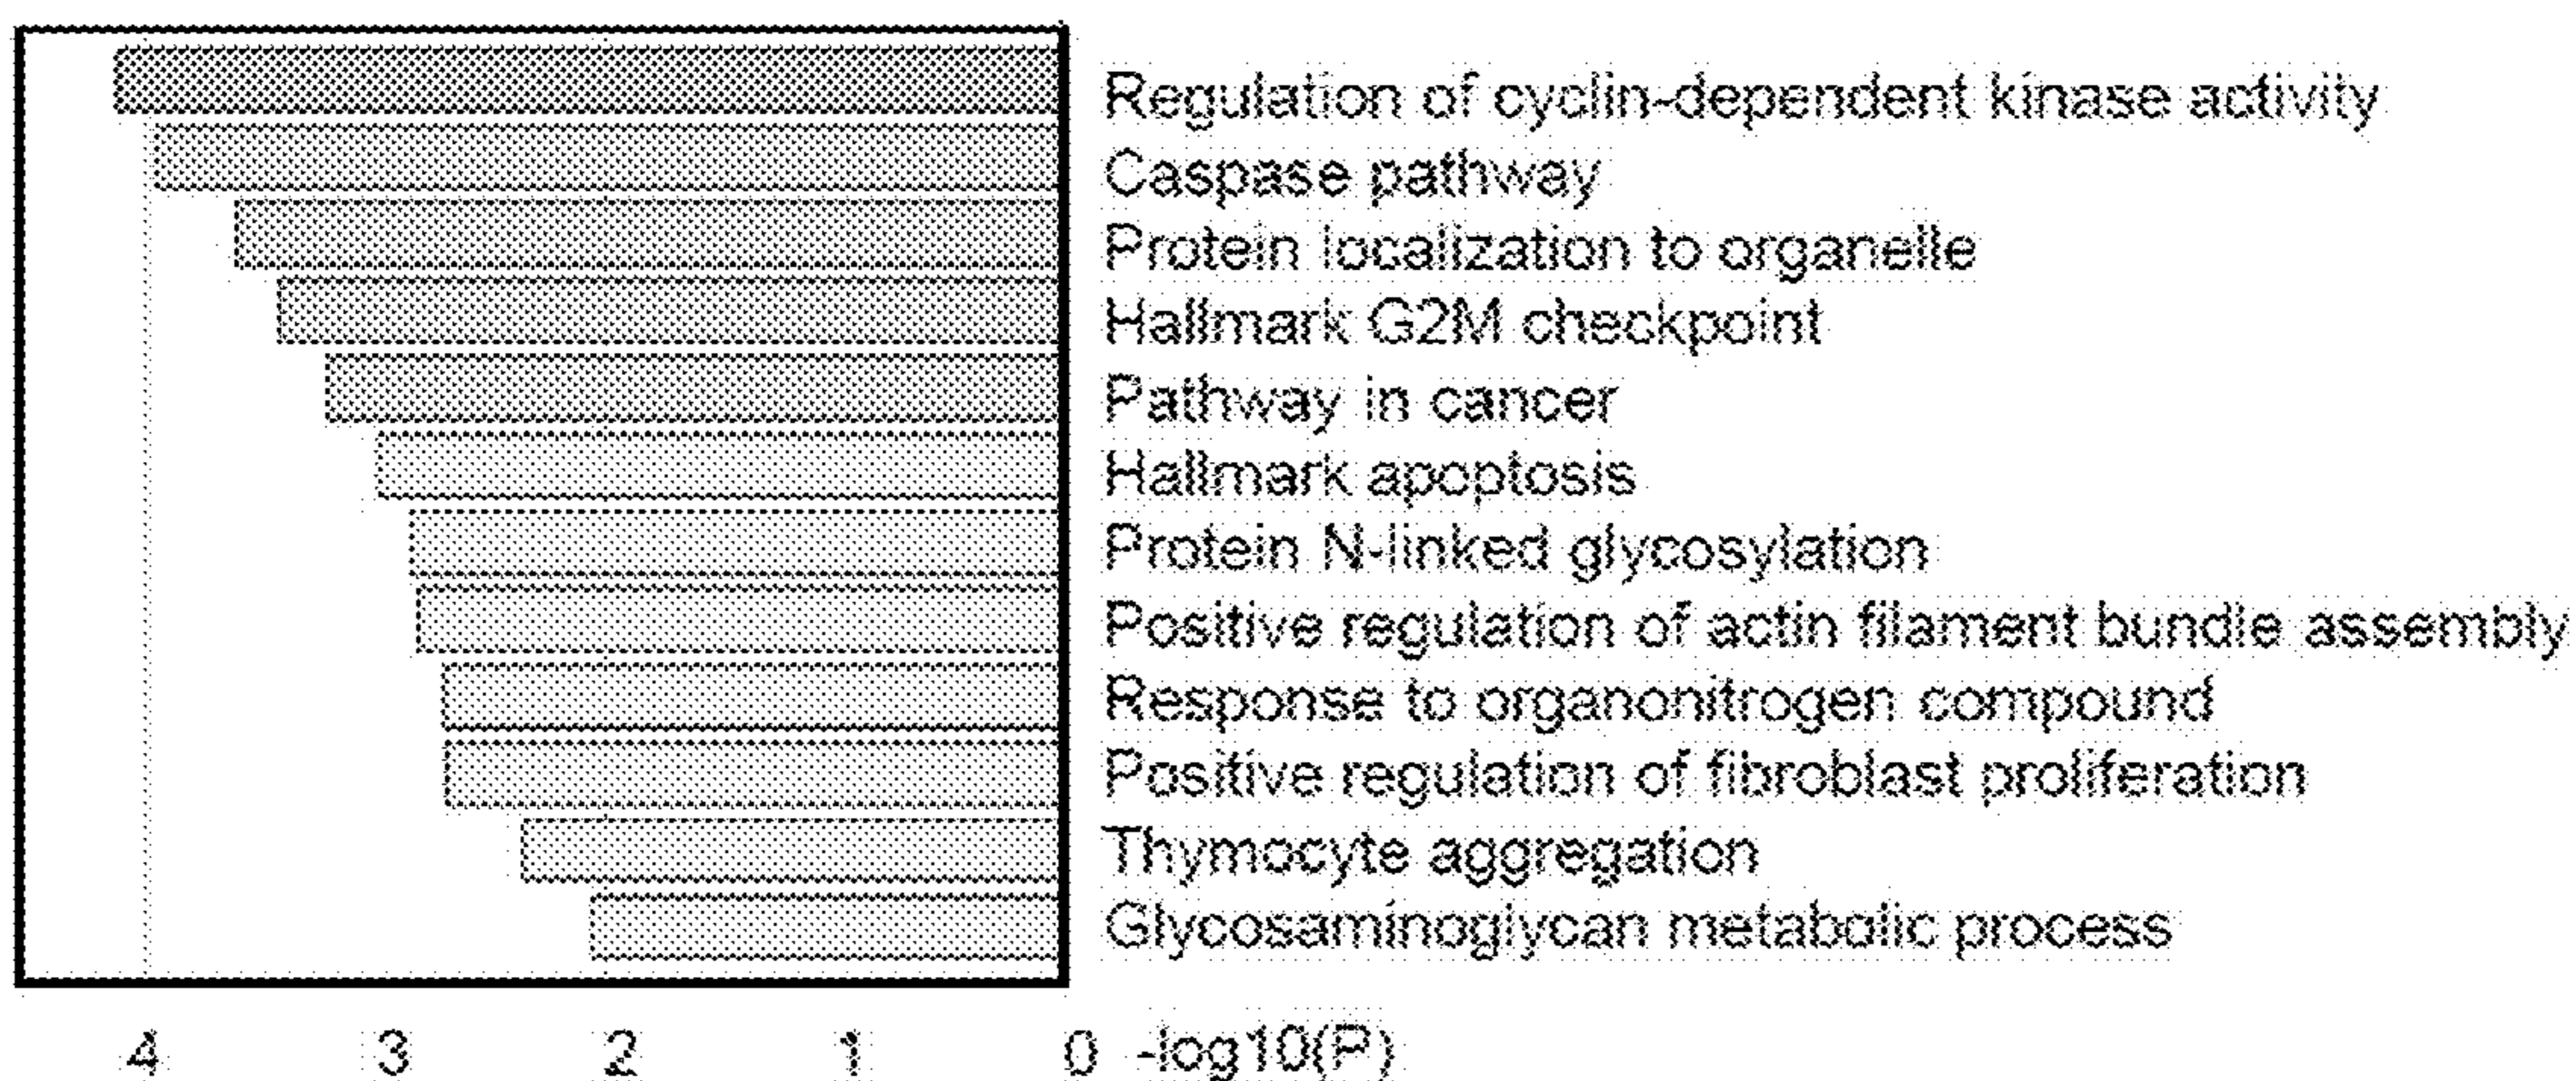 Regulation of cyclin-dependent kinase activity
Caspase pathway
Protein localization to organelle
Hallmark G2M checkpoint
Pathway in cancer
Hallmark apoptosis
Protein N-linked glycosylation
Positive regulation of actin filament bundle assembly
Response to organonitrogen compound
Positive regulation of fibroblast proliferation
Thymocyte aggregation
Glycosaminoglycan metabolic process
4 3 2 1 0 -log10(P)